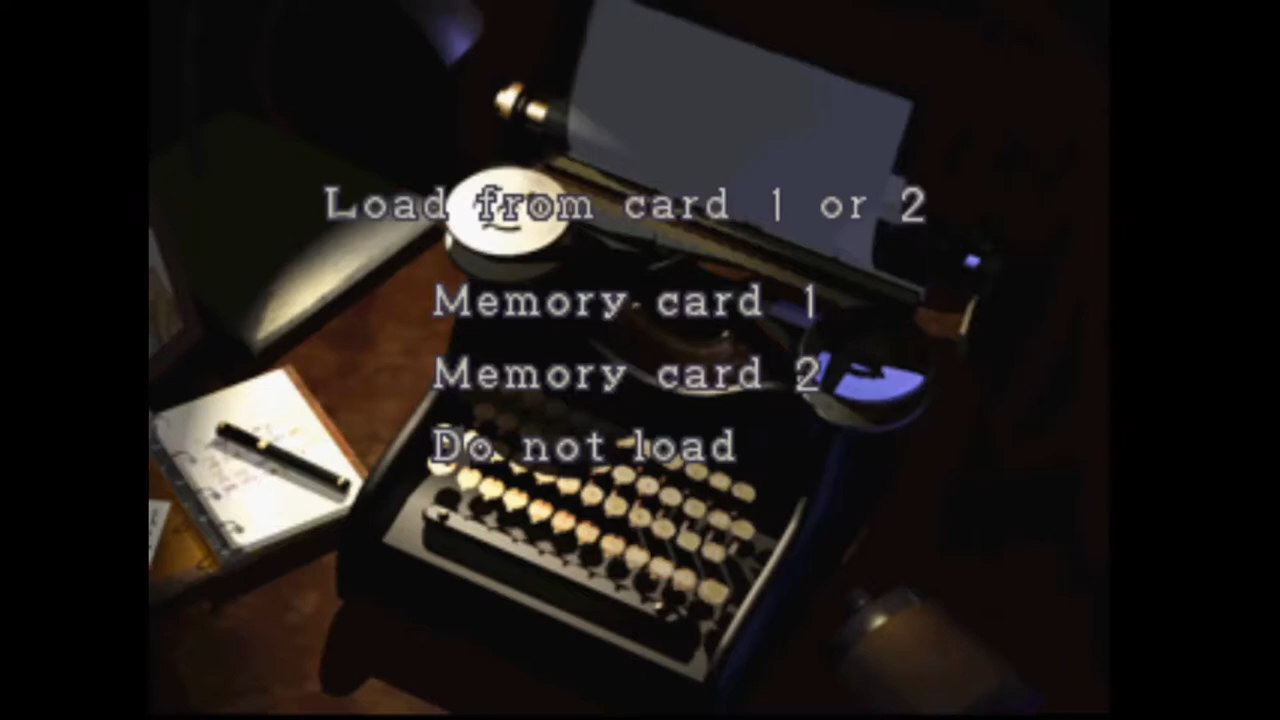 Load from card 1 or 2
Memory card 1
Memory card 2
Do not load